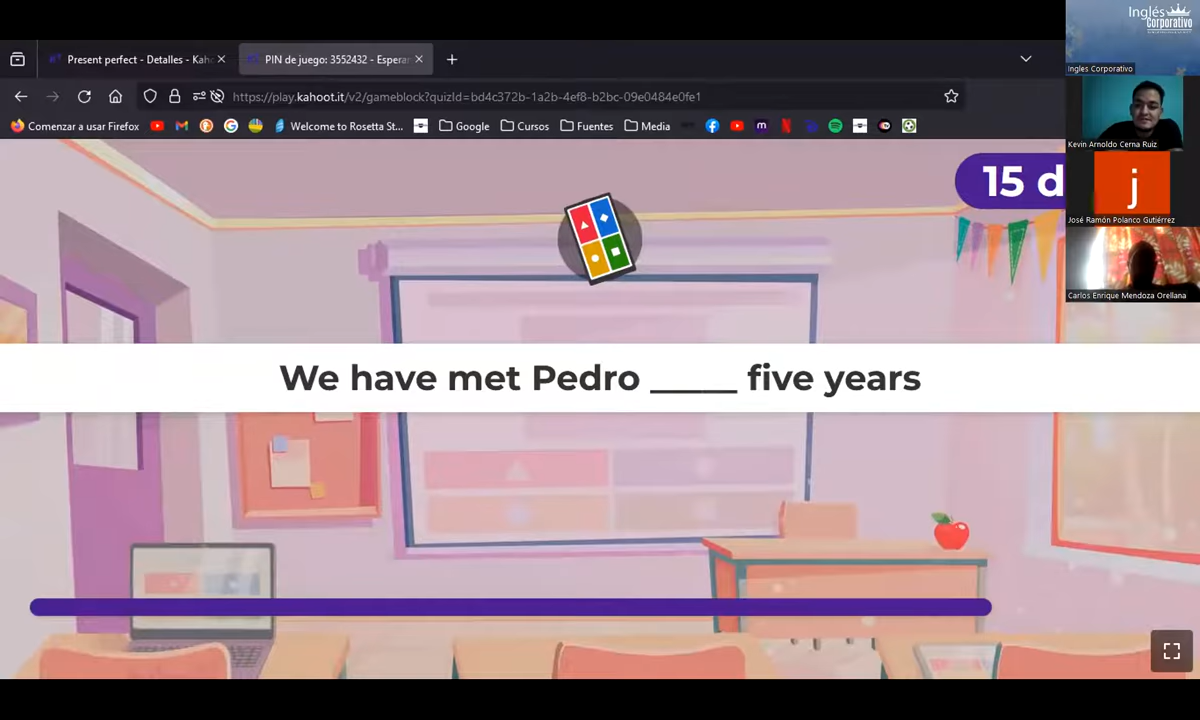 Present perfect - Detalles - Kah
PIN de juego: 3552432 - Esperar
https://play.kahoot.it/v2/gameblock?quizId=bd4c372b-1a2b-4ef8-b2bc-09e0484e0fe1
Comenzar a usar Firefox
Welcome to Rosetta St...
Google
Cursos
Fuentes
Media
15 d
We have met Pedro _____ five years
Inglés
Corporativo
Ingles Corporativo
Kevin Arnoldo Cerna Ruiz
j
José Ramón Polanco Gutiérrez
Carlos Enrique Mendoza Orellana